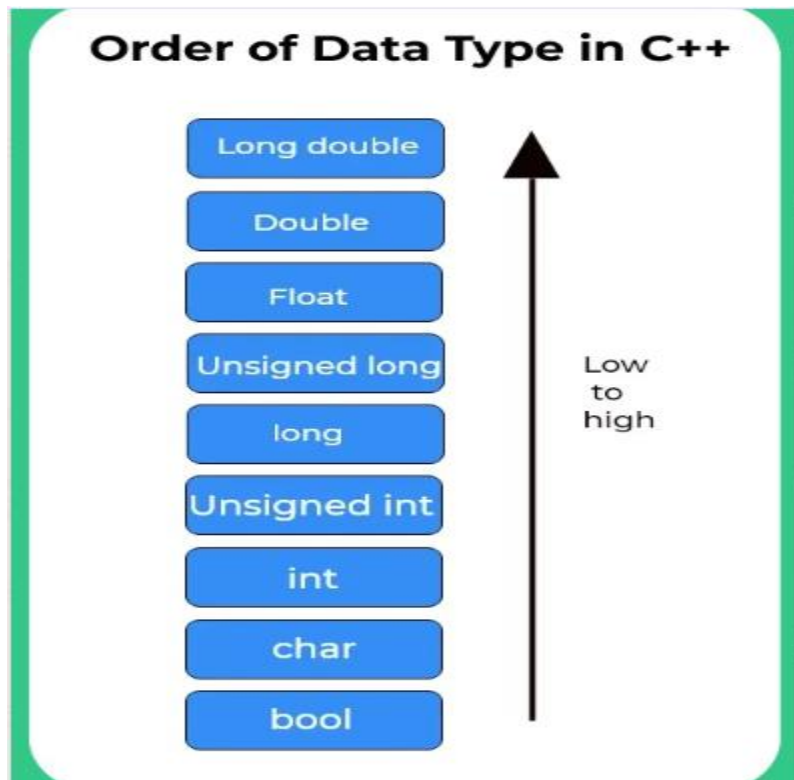 Order of Data Type in C++
Long double
Double
Float
Unsigned long
long
Unsigned int
int
char
bool
Low
to
high